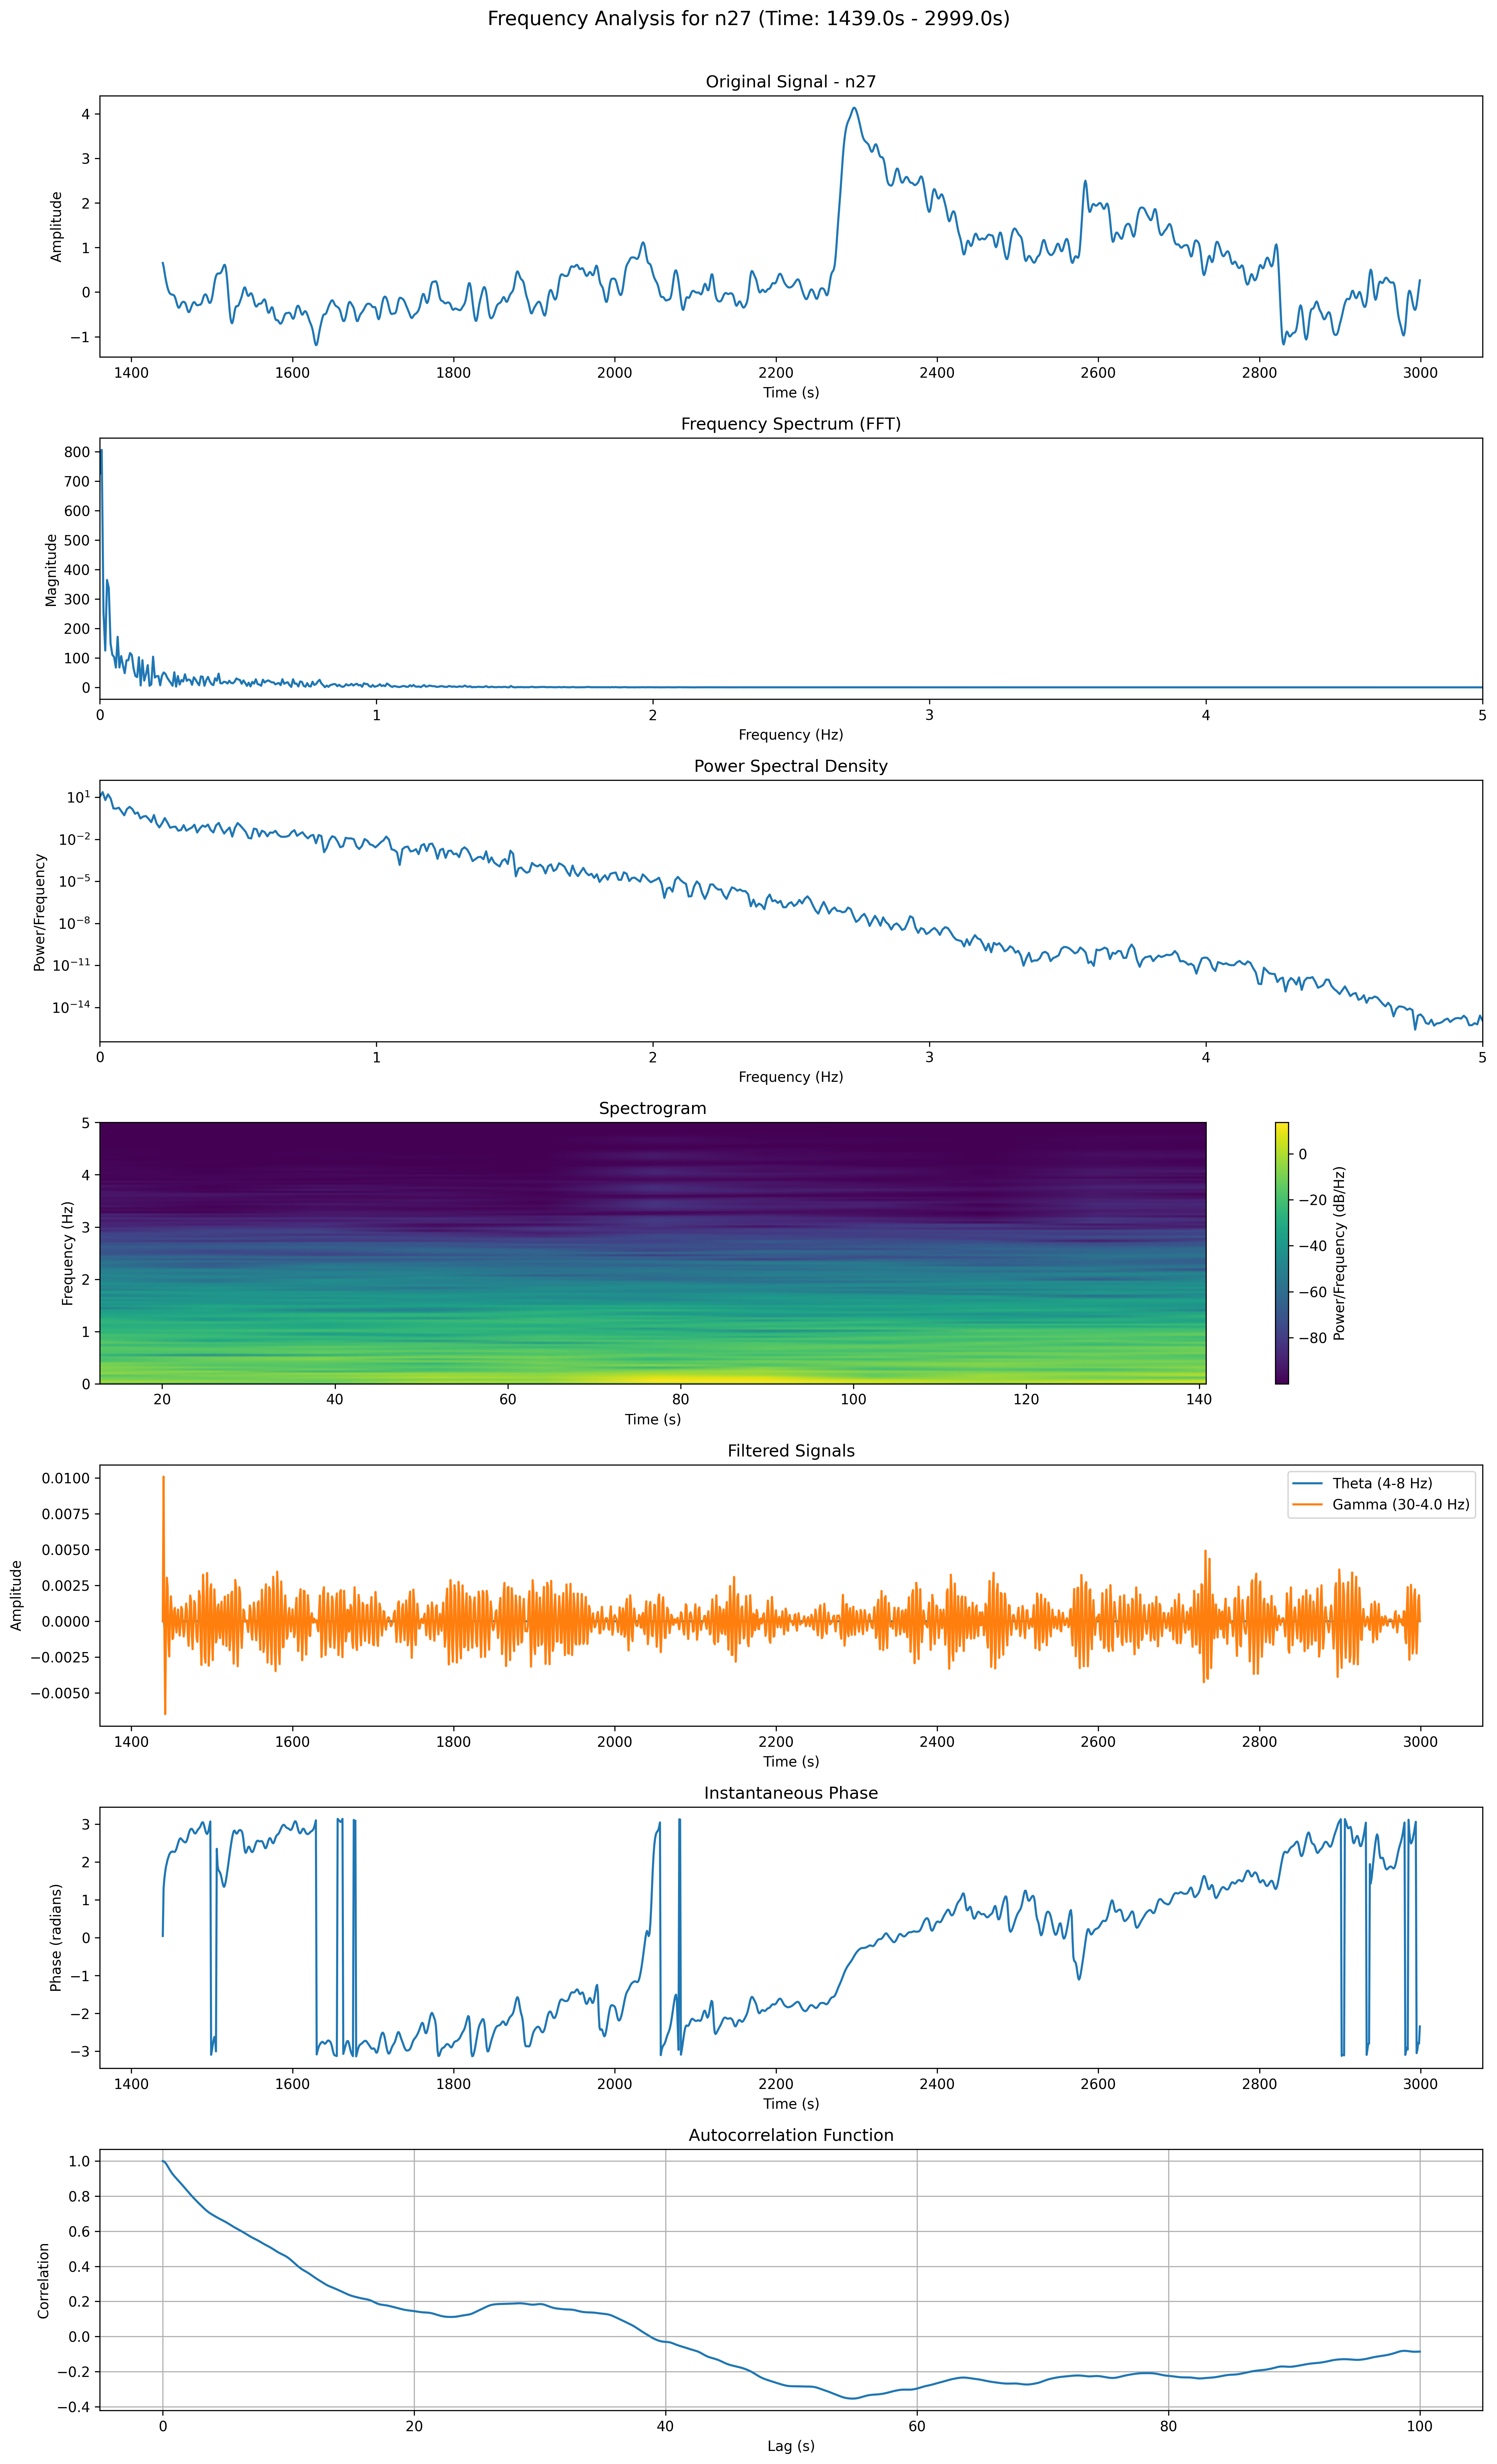 Frequency Analysis for n27 (Time: 1439.0s - 2999.0s)
Original Signal - n27
Amplitude
4
3
2
1
0
−1
1400 1600 1800 2000 2200 2400 2600 2800 3000
Time (s)
Frequency Spectrum (FFT)
Magnitude
800
700
600
500
400
300
200
100
0
0 1 2 3 4 5
Frequency (Hz)
Power Spectral Density
Power/Frequency
10¹
10⁻²
10⁻⁵
10⁻⁸
10⁻¹¹
10⁻¹⁴
0 1 2 3 4 5
Frequency (Hz)
Spectrogram
Frequency (Hz)
5
4
3
2
1
0
20 40 60 80 100 120 140
Time (s)
0
−20
−40
−60
−80
Power/Frequency (dB/Hz)
Filtered Signals
Amplitude
0.0100
0.0075
0.0050
0.0025
0.0000
−0.0025
−0.0050
Theta (4-8 Hz)
Gamma (30-4.0 Hz)
1400 1600 1800 2000 2200 2400 2600 2800 3000
Time (s)
Instantaneous Phase
Phase (radians)
3
2
1
0
−1
−2
−3
1400 1600 1800 2000 2200 2400 2600 2800 3000
Time (s)
Autocorrelation Function
Correlation
1.0
0.8
0.6
0.4
0.2
0.0
−0.2
−0.4
0 20 40 60 80 100
Lag (s)